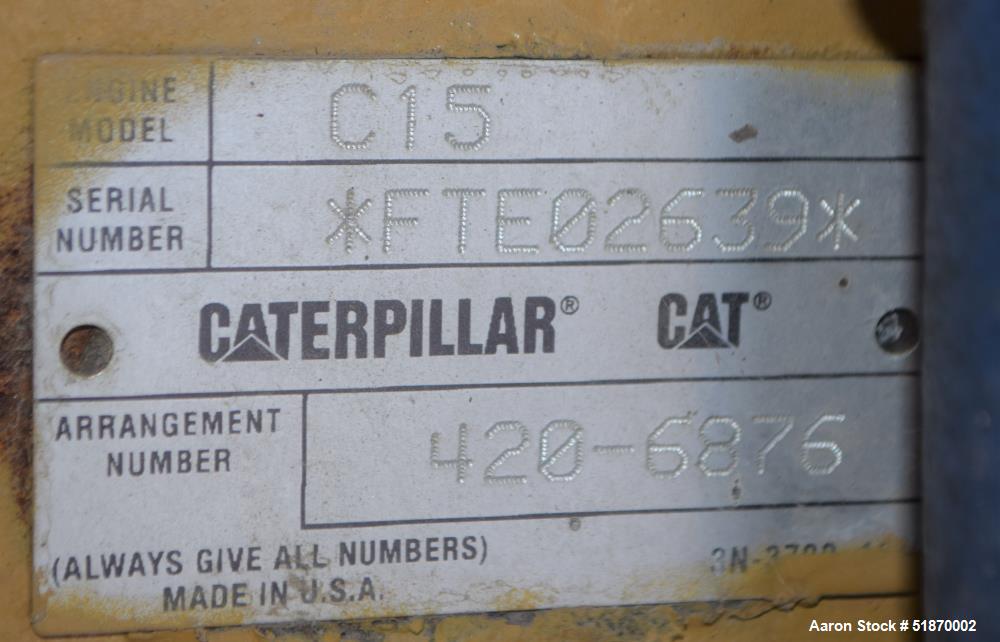 ENGINE MODEL C15
SERIAL NUMBER *FTE02639*
CATERPILLAR® CAT®
ARRANGEMENT NUMBER 420-6876
(ALWAYS GIVE ALL NUMBERS)
MADE IN U.S.A.
Aaron Stock # 51870002